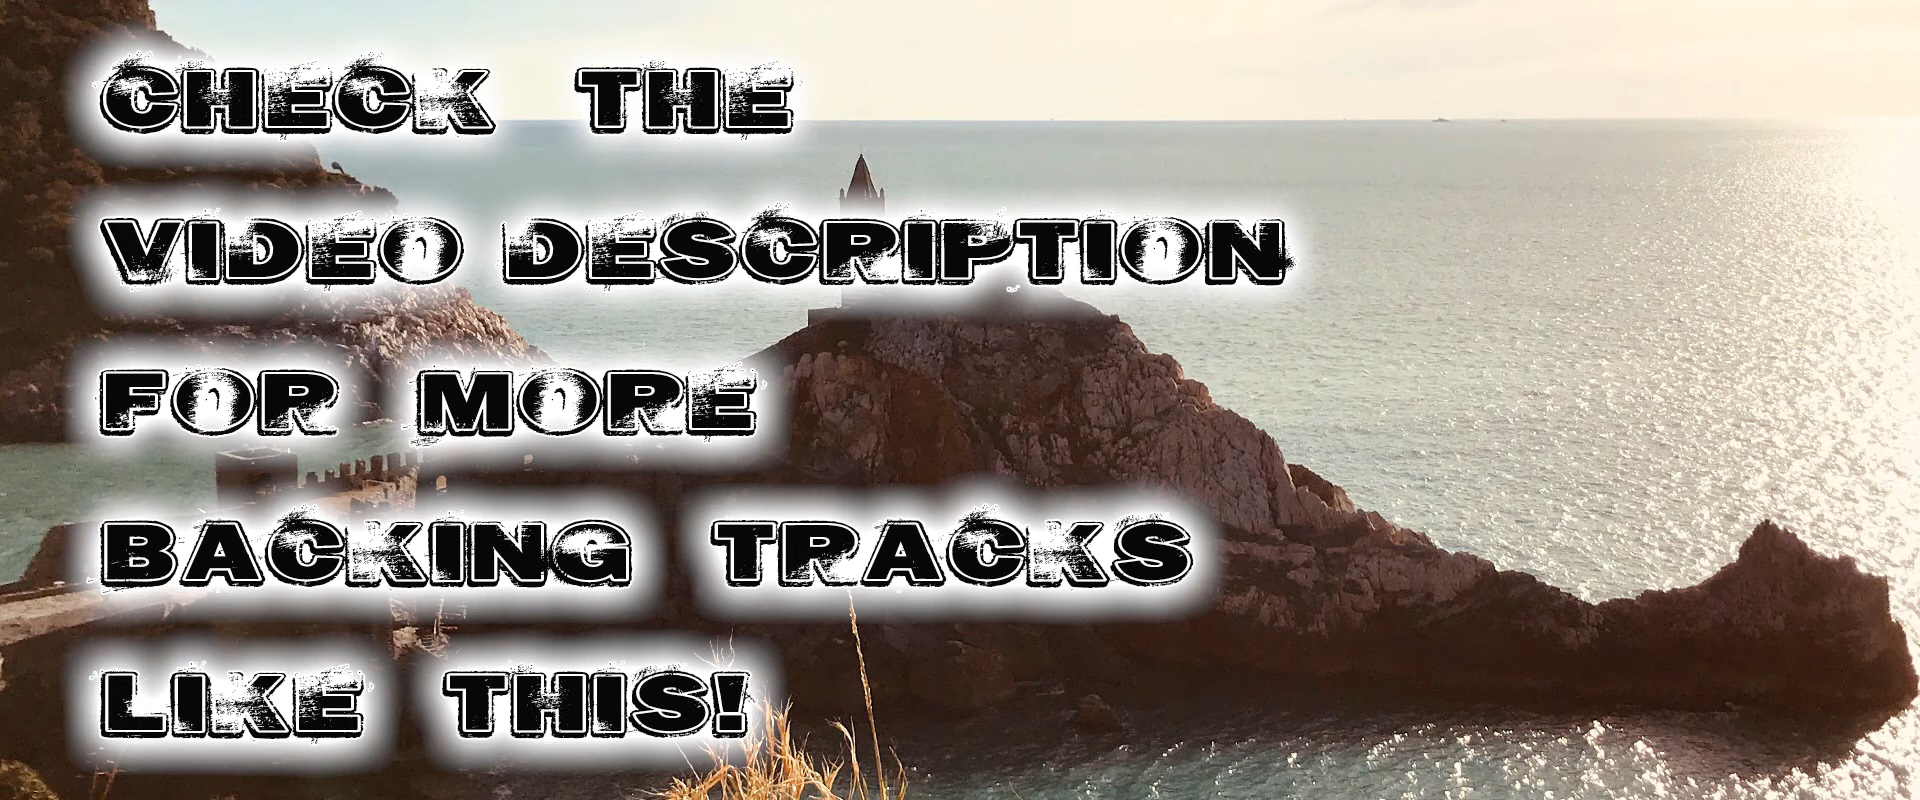 CHECK THE
VIDEO DESCRIPTION
FOR MORE
BACKING TRACKS
LIKE THIS!